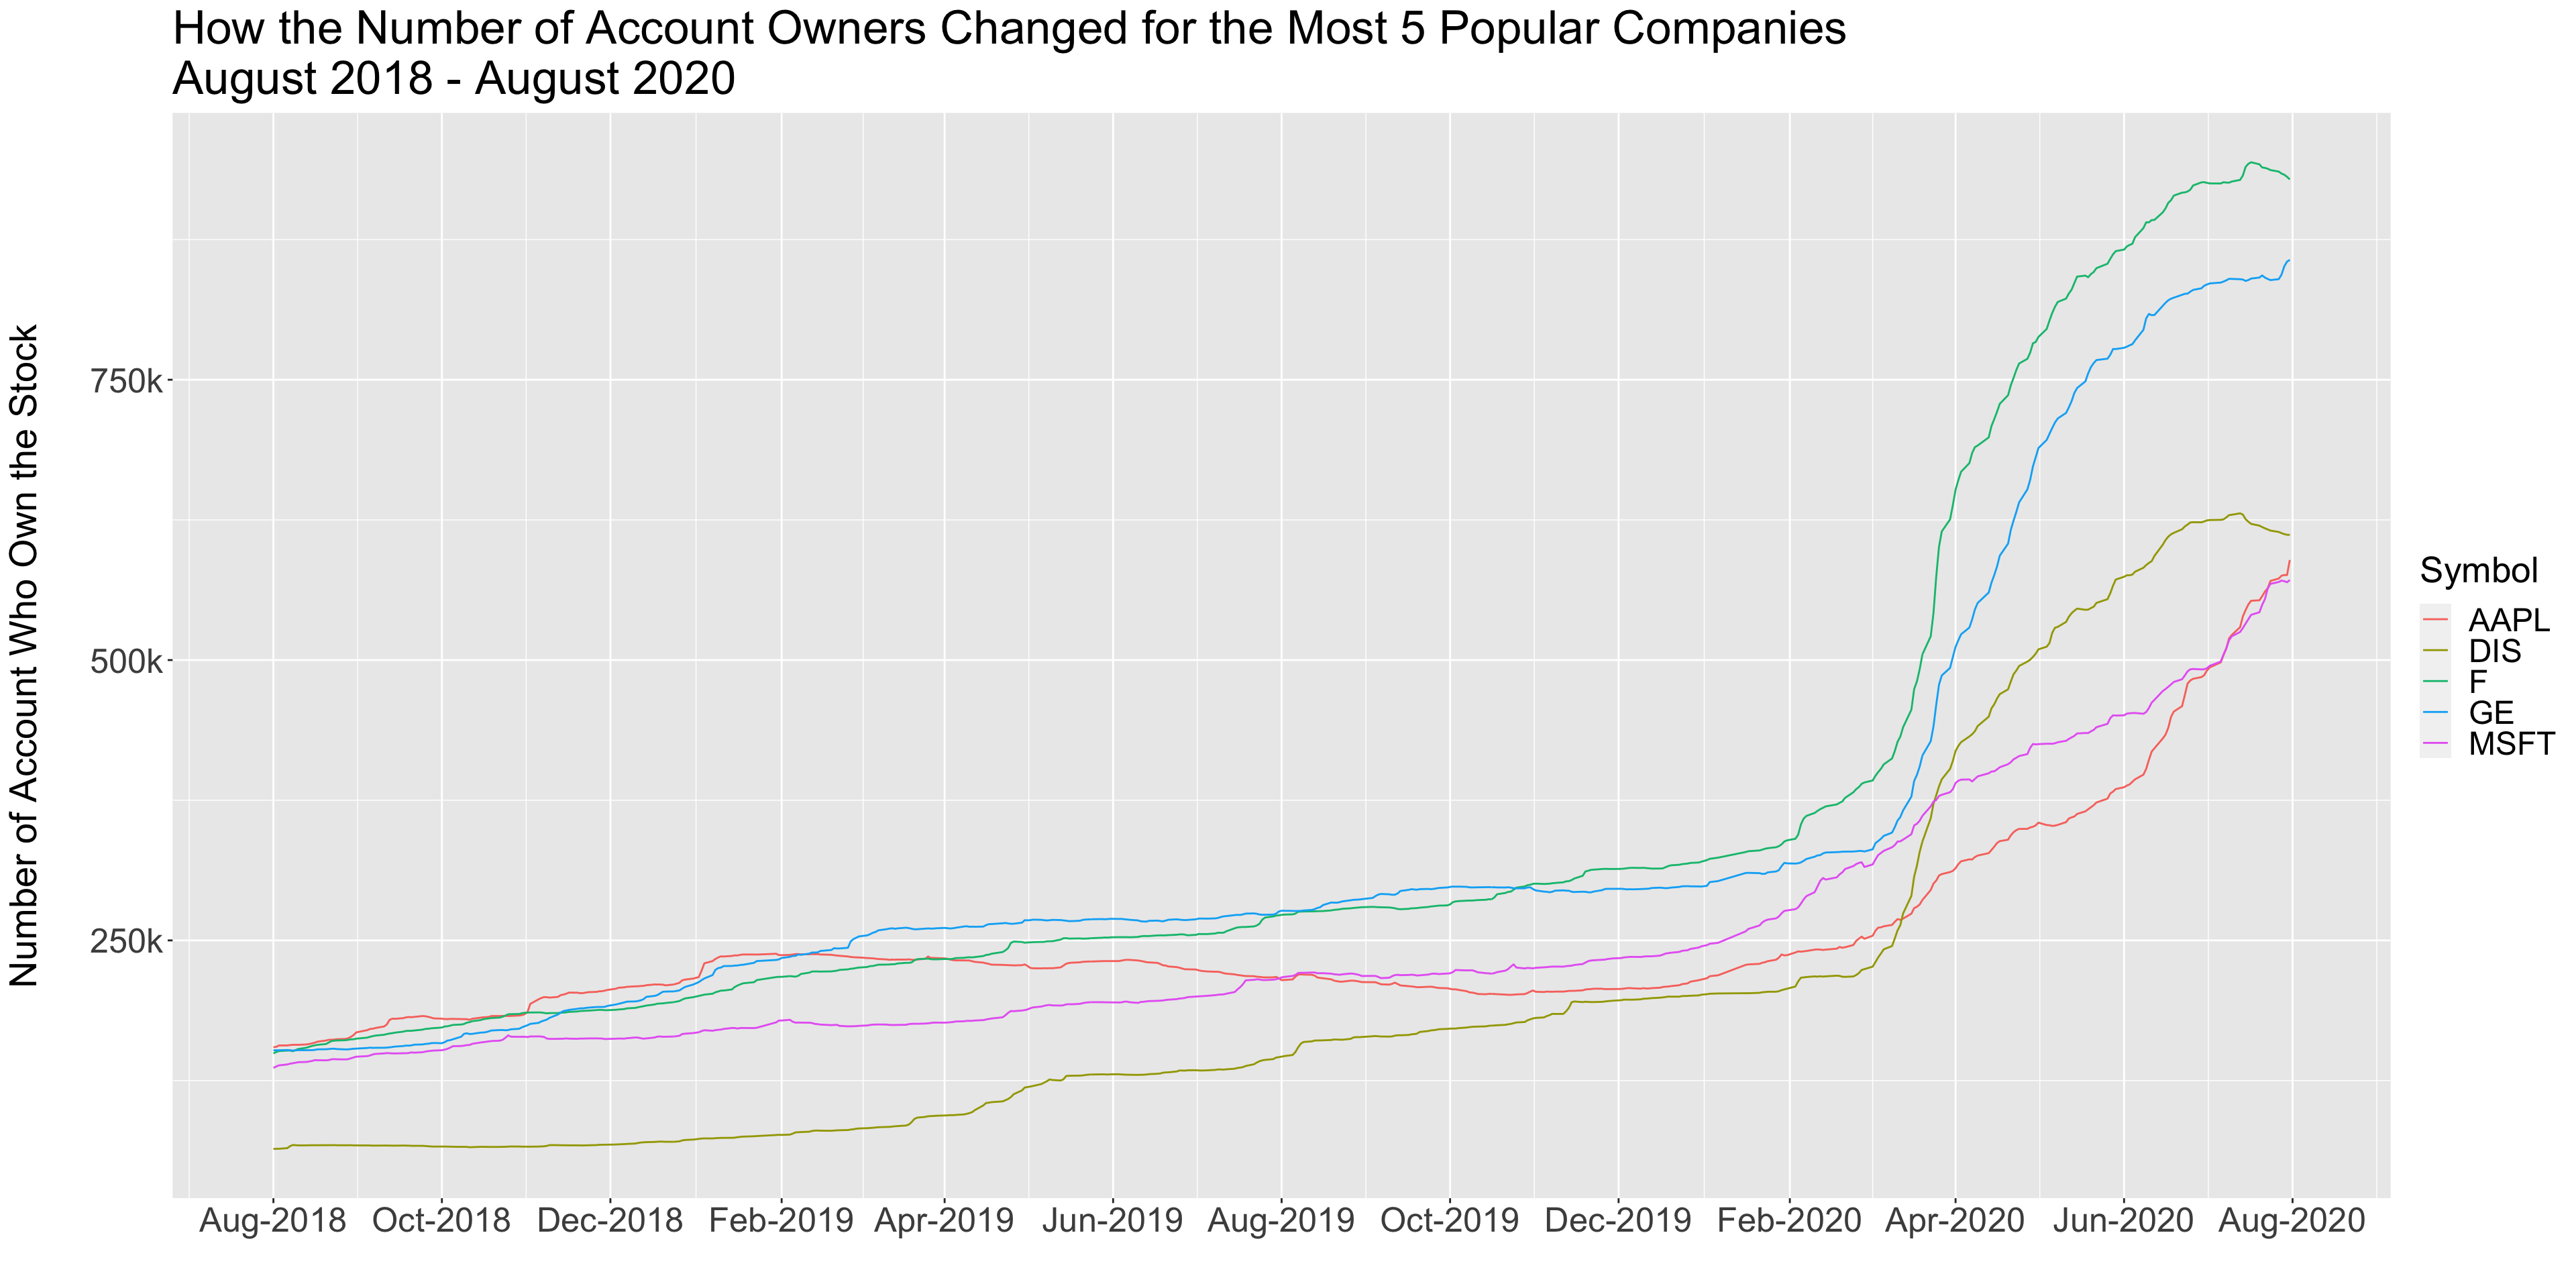 How the Number of Account Owners Changed for the Most 5 Popular Companies
August 2018 - August 2020
Number of Account Who Own the Stock
750k
500k
250k
Aug-2018
Oct-2018
Dec-2018
Feb-2019
Apr-2019
Jun-2019
Aug-2019
Oct-2019
Dec-2019
Feb-2020
Apr-2020
Jun-2020
Aug-2020
Symbol
AAPL
DIS
F
GE
MSFT